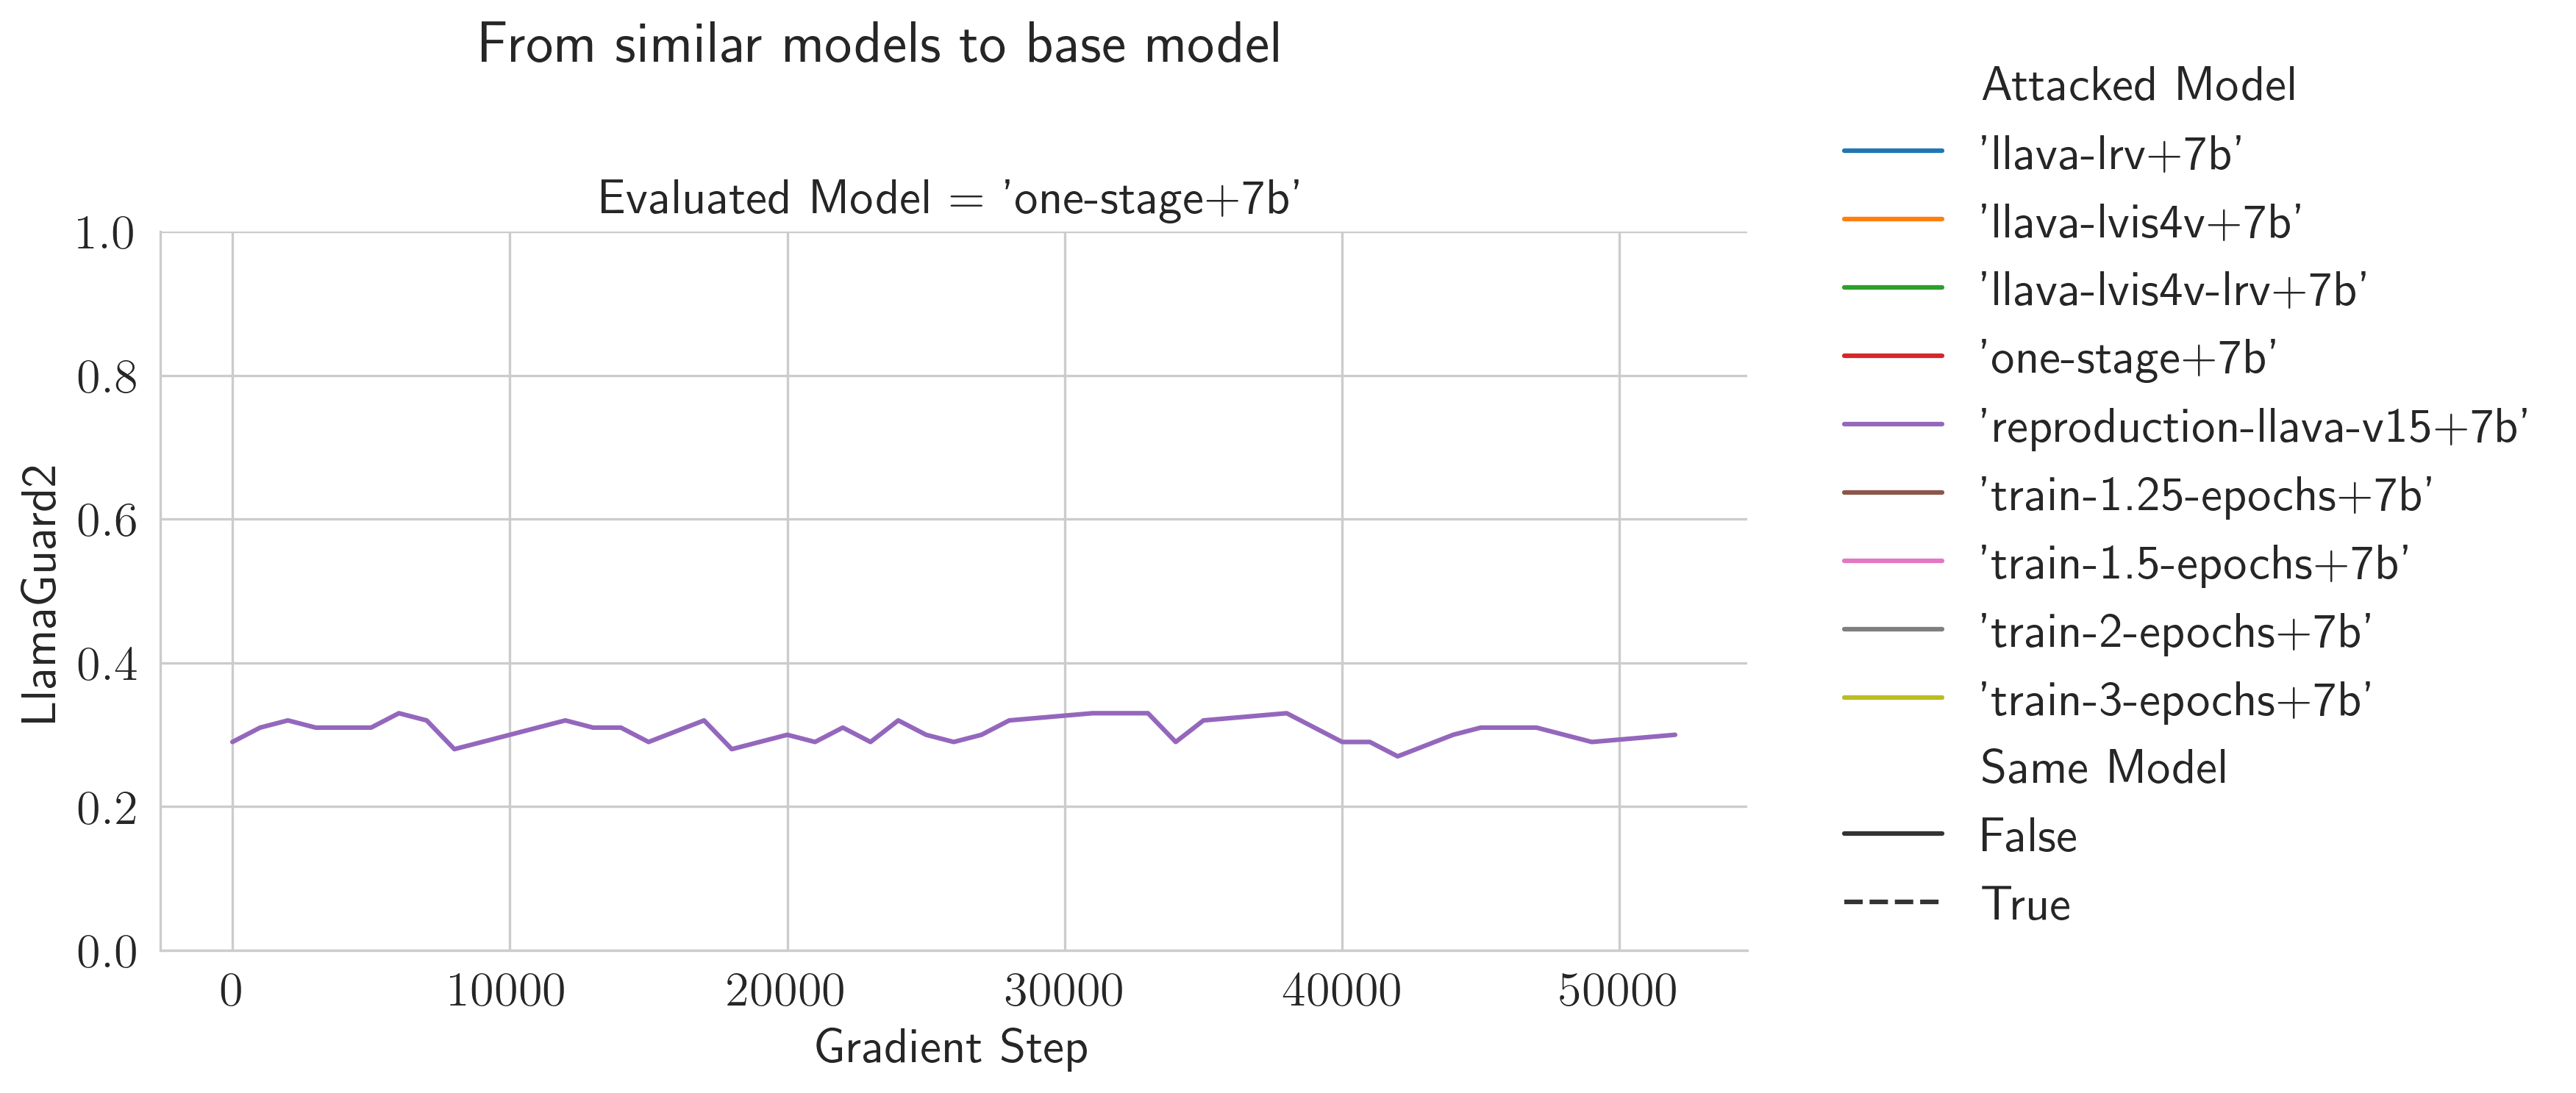 From similar models to base model
Evaluated Model = 'one-stage+7b'
1.0
0.8
0.6
0.4
0.2
0.0
LlamaGuard2
0 10000 20000 30000 40000 50000
Gradient Step
Attacked Model
'llava-lrv+7b'
'llava-lvis4v+7b'
'llava-lvis4v-lrv+7b'
'one-stage+7b'
'reproduction-llava-v15+7b'
'train-1.25-epochs+7b'
'train-1.5-epochs+7b'
'train-2-epochs+7b'
'train-3-epochs+7b'
Same Model
False
True